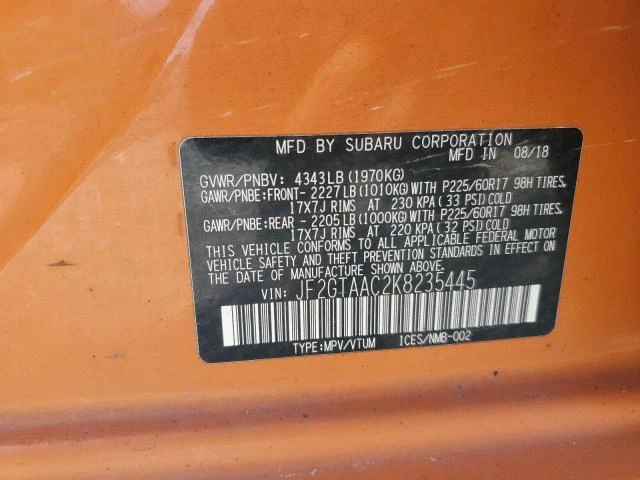 MFD BY SUBARU CORPORATION
MFD IN 08/18
GVWR/PNBV: 4343LB (1970KG)
GAWR/PNBE:FRONT- 2227LB (1010KG)WITH P225/60R17 98H TIRES,
17X7J RIMS AT 230 KPA( 33 PSI)COLD
GAWR/PNBE:REAR - 2205LB (1000KG)WITH P225/60R17 98H TIRES,
17X7J RIMS AT 220 KPA( 32 PSI)COLD
THIS VEHICLE CONFORMS TO ALL APPLICABLE FEDERAL MOTOR
VEHICLE SAFETY AND THEFT PREVENTION STANDARDS IN EFFECT ON
THE DATE OF MANUFACTURE SHOWN ABOVE.
VIN: JF2GTAAC2K8235445
TYPE:MPV/VTUM ICES/NMB-002